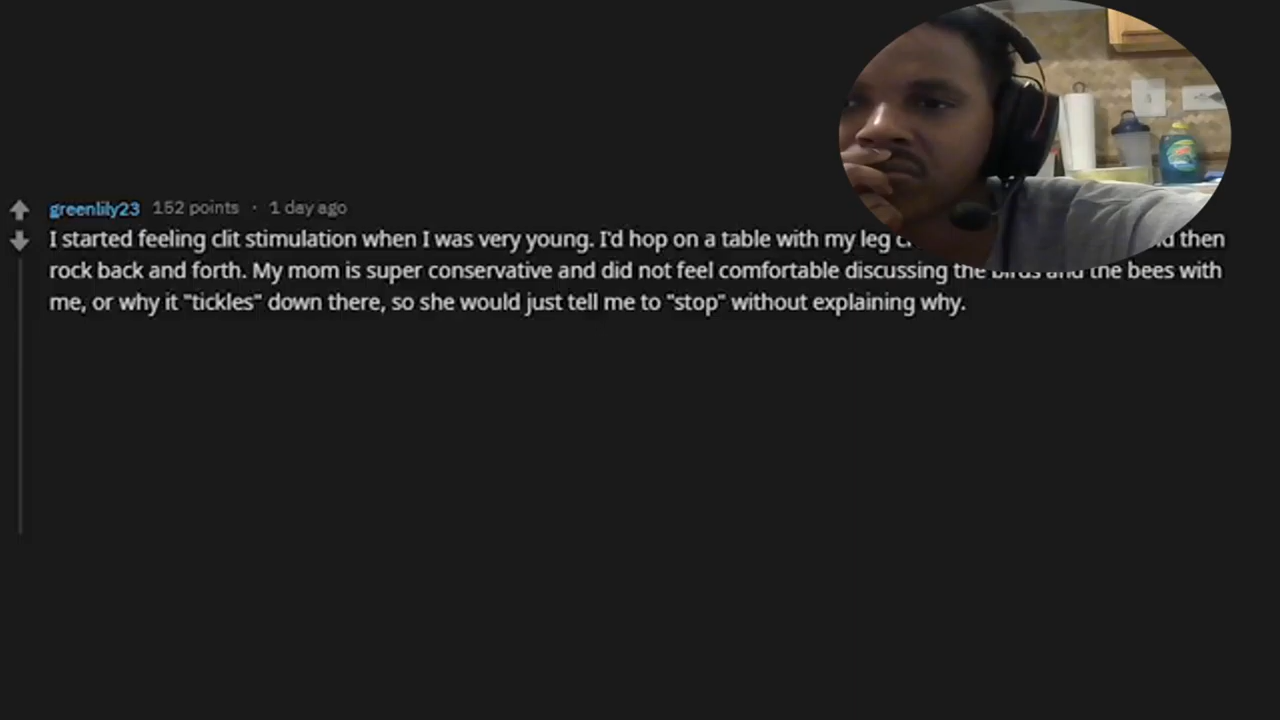 greenlily23 152 points · 1 day ago
I started feeling clit stimulation when I was very young. I'd hop on a table with my leg then
rock back and forth. My mom is super conservative and did not feel comfortable discussing the birds and the bees with
me, or why it "tickles" down there, so she would just tell me to "stop" without explaining why.